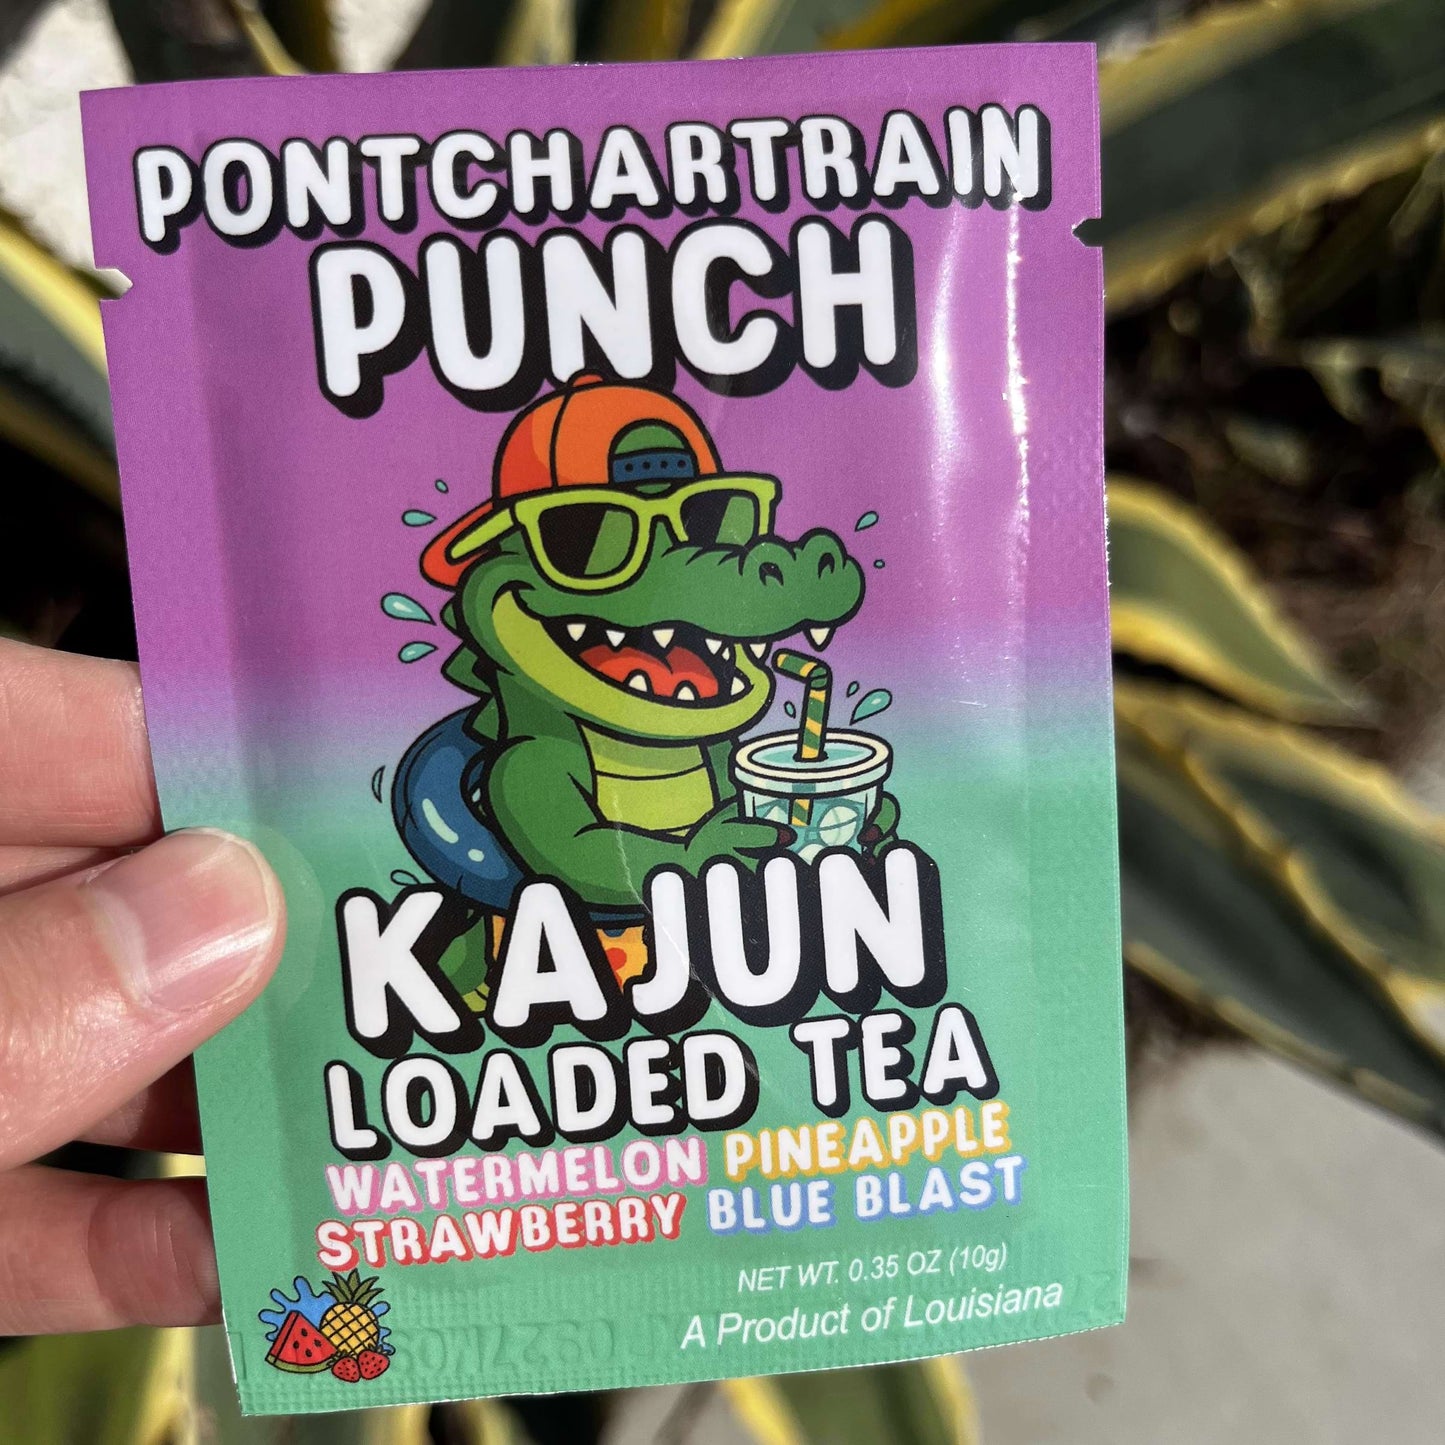 PONTCHARTRAIN
PUNCH
KAJUN
LOADED TEA
WATERMELON PINEAPPLE
STRAWBERRY BLUE BLAST
NET WT. 0.35 OZ (10g)
A Product of Louisiana